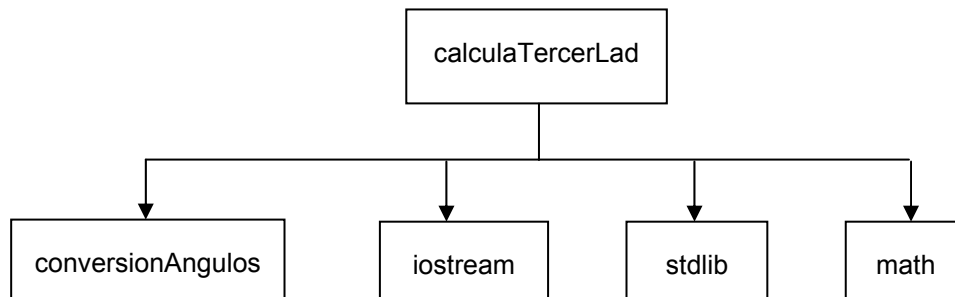 calculaTercerLad
conversionAngulos
iostream
stdlib
math